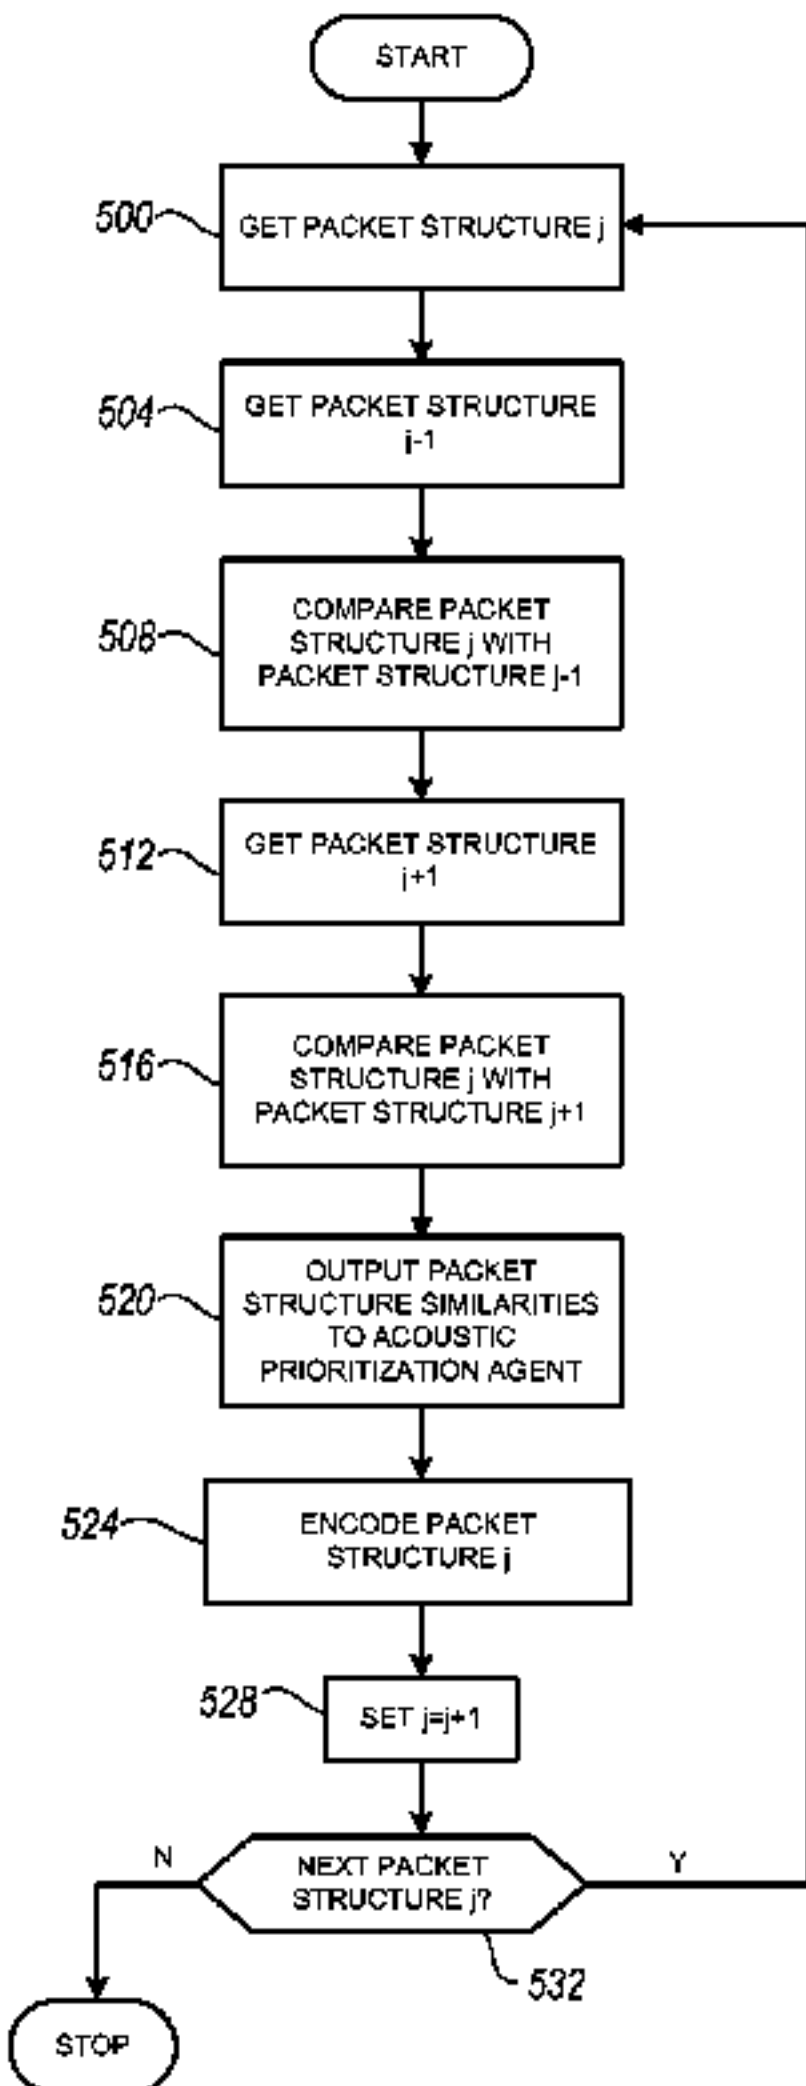 START
500
GET PACKET STRUCTURE j
504
GET PACKET STRUCTURE
j-1
508
COMPARE PACKET
STRUCTURE j WITH
PACKET STRUCTURE j-1
512
GET PACKET STRUCTURE
j+1
516
COMPARE PACKET
STRUCTURE j WITH
PACKET STRUCTURE j+1
520
OUTPUT PACKET
STRUCTURE SIMILARITIES
TO ACOUSTIC
PRIORITIZATION AGENT
524
ENCODE PACKET
STRUCTURE j
528
SET j=j+1
N
NEXT PACKET
STRUCTURE j?
Y
532
STOP